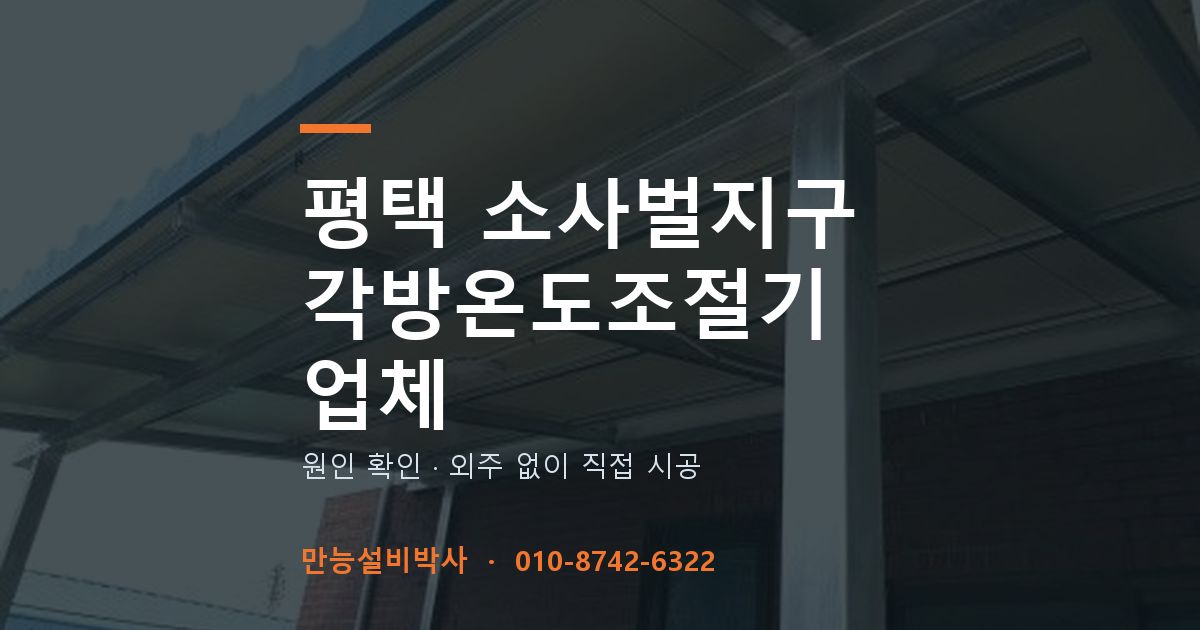 평택 소사벌지구
각방온도조절기
업체
원인 확인 · 외주 없이 직접 시공
만능설비박사 · 010-8742-6322